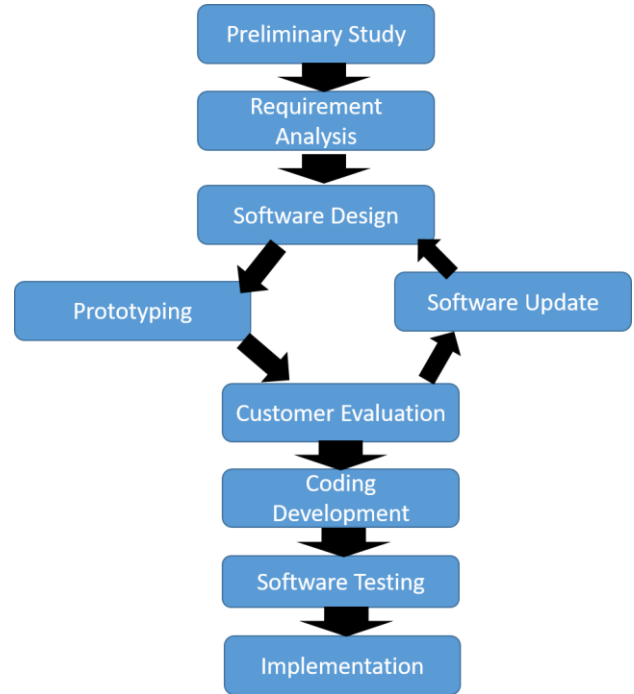 Preliminary Study
Requirement
Analysis
Software Design
Prototyping
Software Update
Customer Evaluation
Coding
Development
Software Testing
Implementation